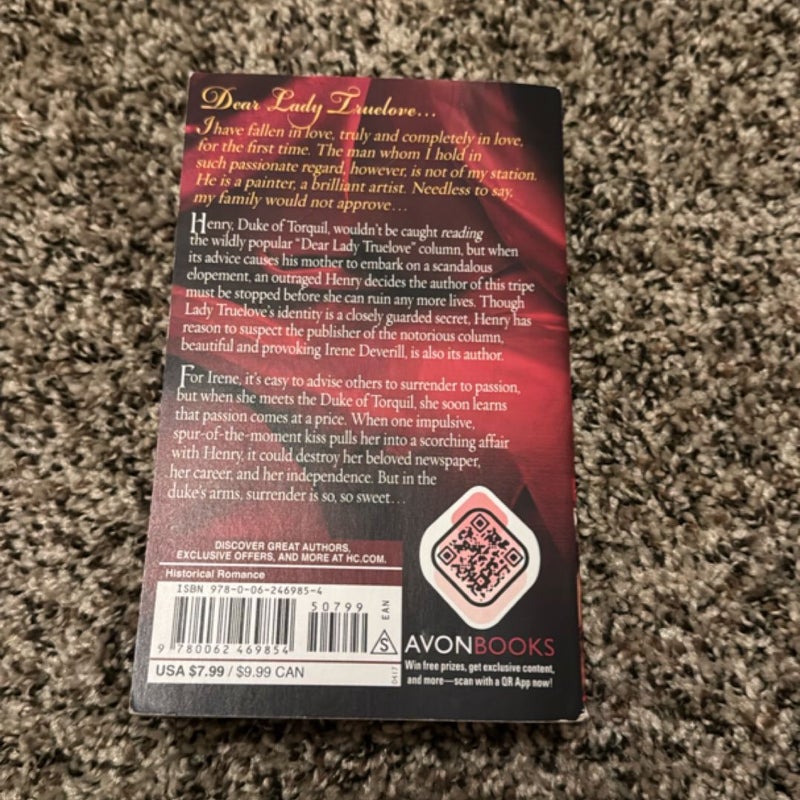 Dear Lady Truelove...
I have fallen in love, truly and completely in love,
for the first time. The man whom I hold in
such passionate regard, however, is not of my station.
He is a painter, a brilliant artist. Needless to say,
my family would not approve...
Henry, Duke of Torquil, wouldn't be caught reading
the wildly popular "Dear Lady Truelove" column, but when
its advice causes his mother to embark on a scandalous
elopement, an outraged Henry decides the author of this tripe
must be stopped before she can ruin any more lives. Though
Lady Truelove's identity is a closely guarded secret, Henry has
reason to suspect the publisher of the notorious column,
beautiful and provoking Irene Deverill, is also its author.
For Irene, it's easy to advise others to surrender to passion,
but when she meets the Duke of Torquil, she soon learns
that passion comes at a price. When one impulsive,
spur-of-the-moment kiss pulls her into a scorching affair
with Henry, it could destroy her beloved newspaper,
her career, and her independence. But in the
duke's arms, surrender is so, so sweet...
DISCOVER GREAT AUTHORS,
EXCLUSIVE OFFERS, AND MORE AT HC.COM.
Historical Romance
ISBN 978-0-06-246985-4
50799
EAN
9 780062 469854
S
USA $7.99 / $9.99 CAN
0417
AVONBOOKS
Win free prizes, get exclusive content,
and more—scan with a QR App now!